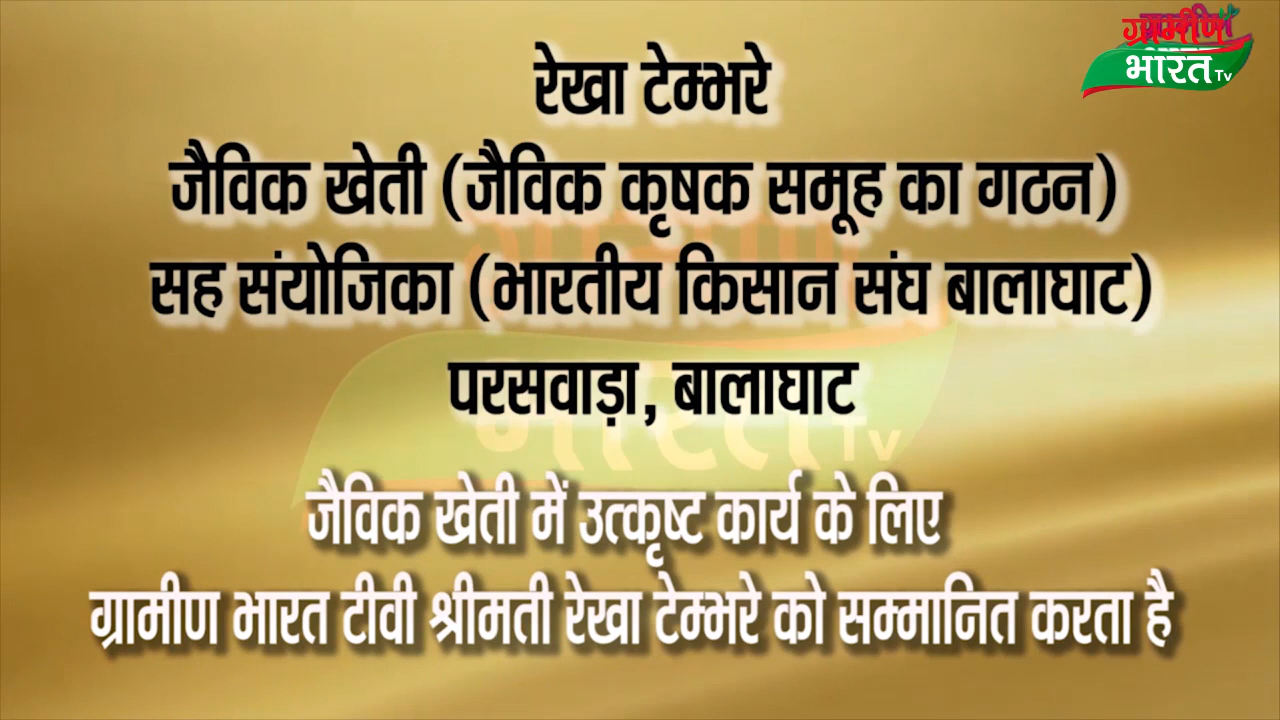 ग्रामीण
भारत Tv
रेखा टेम्भरे
जैविक खेती (जैविक कृषक समूह का गठन)
सह संयोजिका (भारतीय किसान संघ बालाघाट)
परसवाड़ा, बालाघाट
जैविक खेती में उत्कृष्ट कार्य के लिए
ग्रामीण भारत टीवी श्रीमती रेखा टेम्भरे को सम्मानित करता है